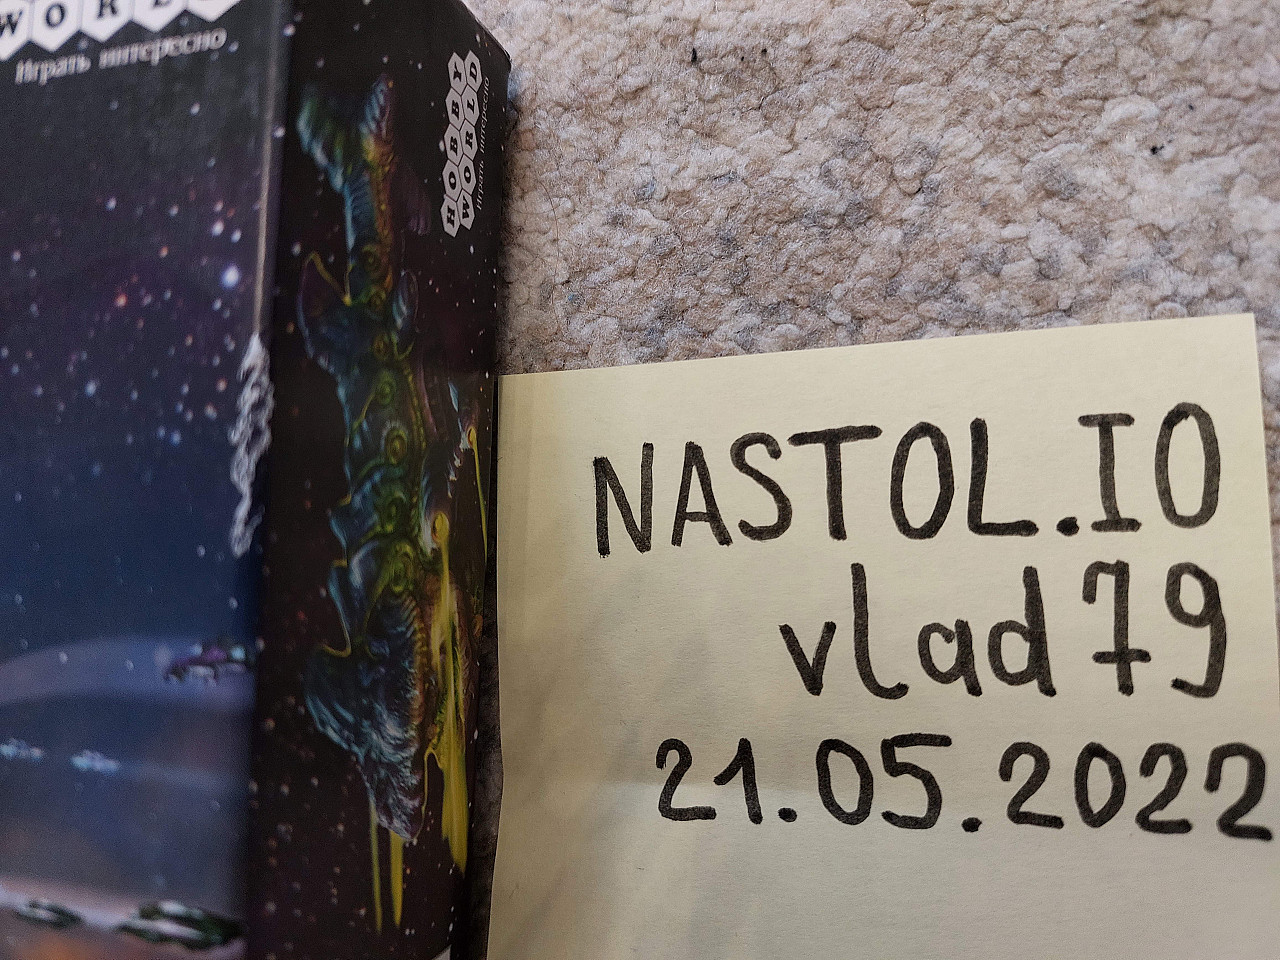 WORLD
Играть интересно
HOBBY
WORLD
Играть интересно
NASTOL.IO
vlad79
21.05.2022